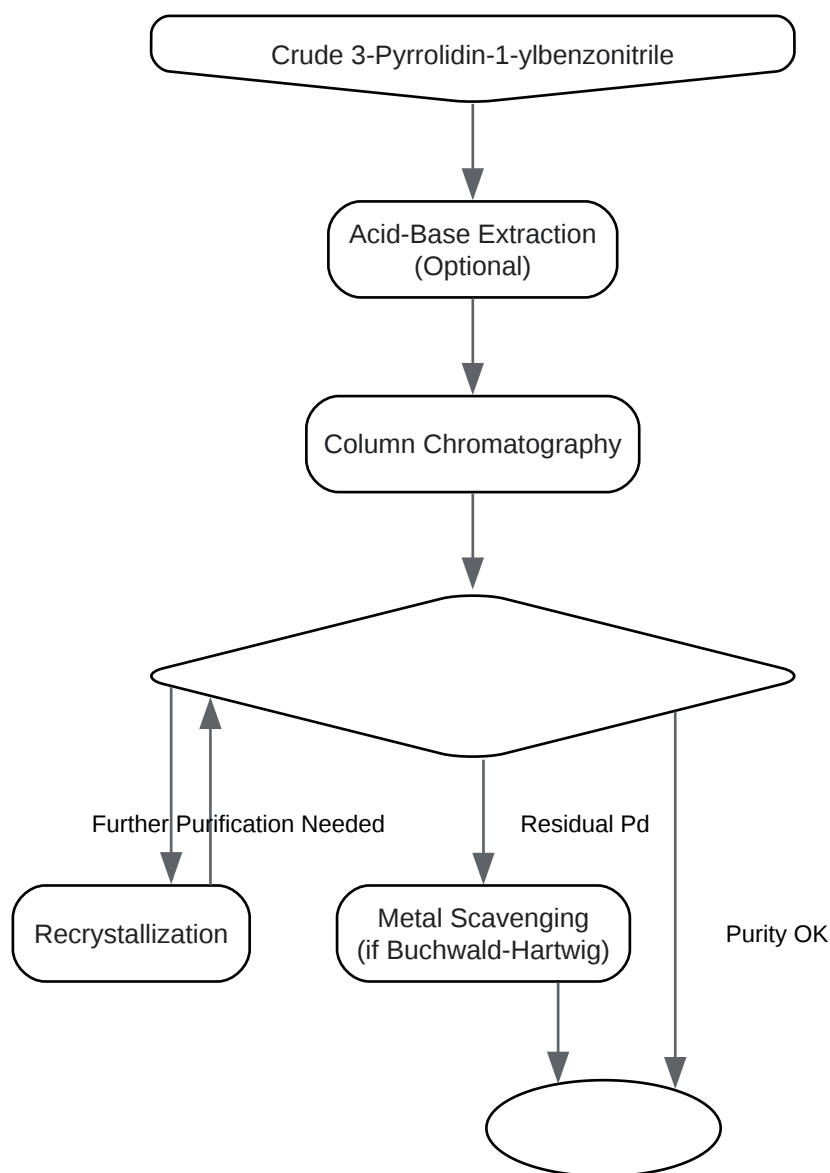 Crude 3-Pyrrolidin-1-ylbenzonitrile
Acid-Base Extraction
(Optional)
Column Chromatography
Further Purification Needed
Residual Pd
Recrystallization
Metal Scavenging
(if Buchwald-Hartwig)
Purity OK